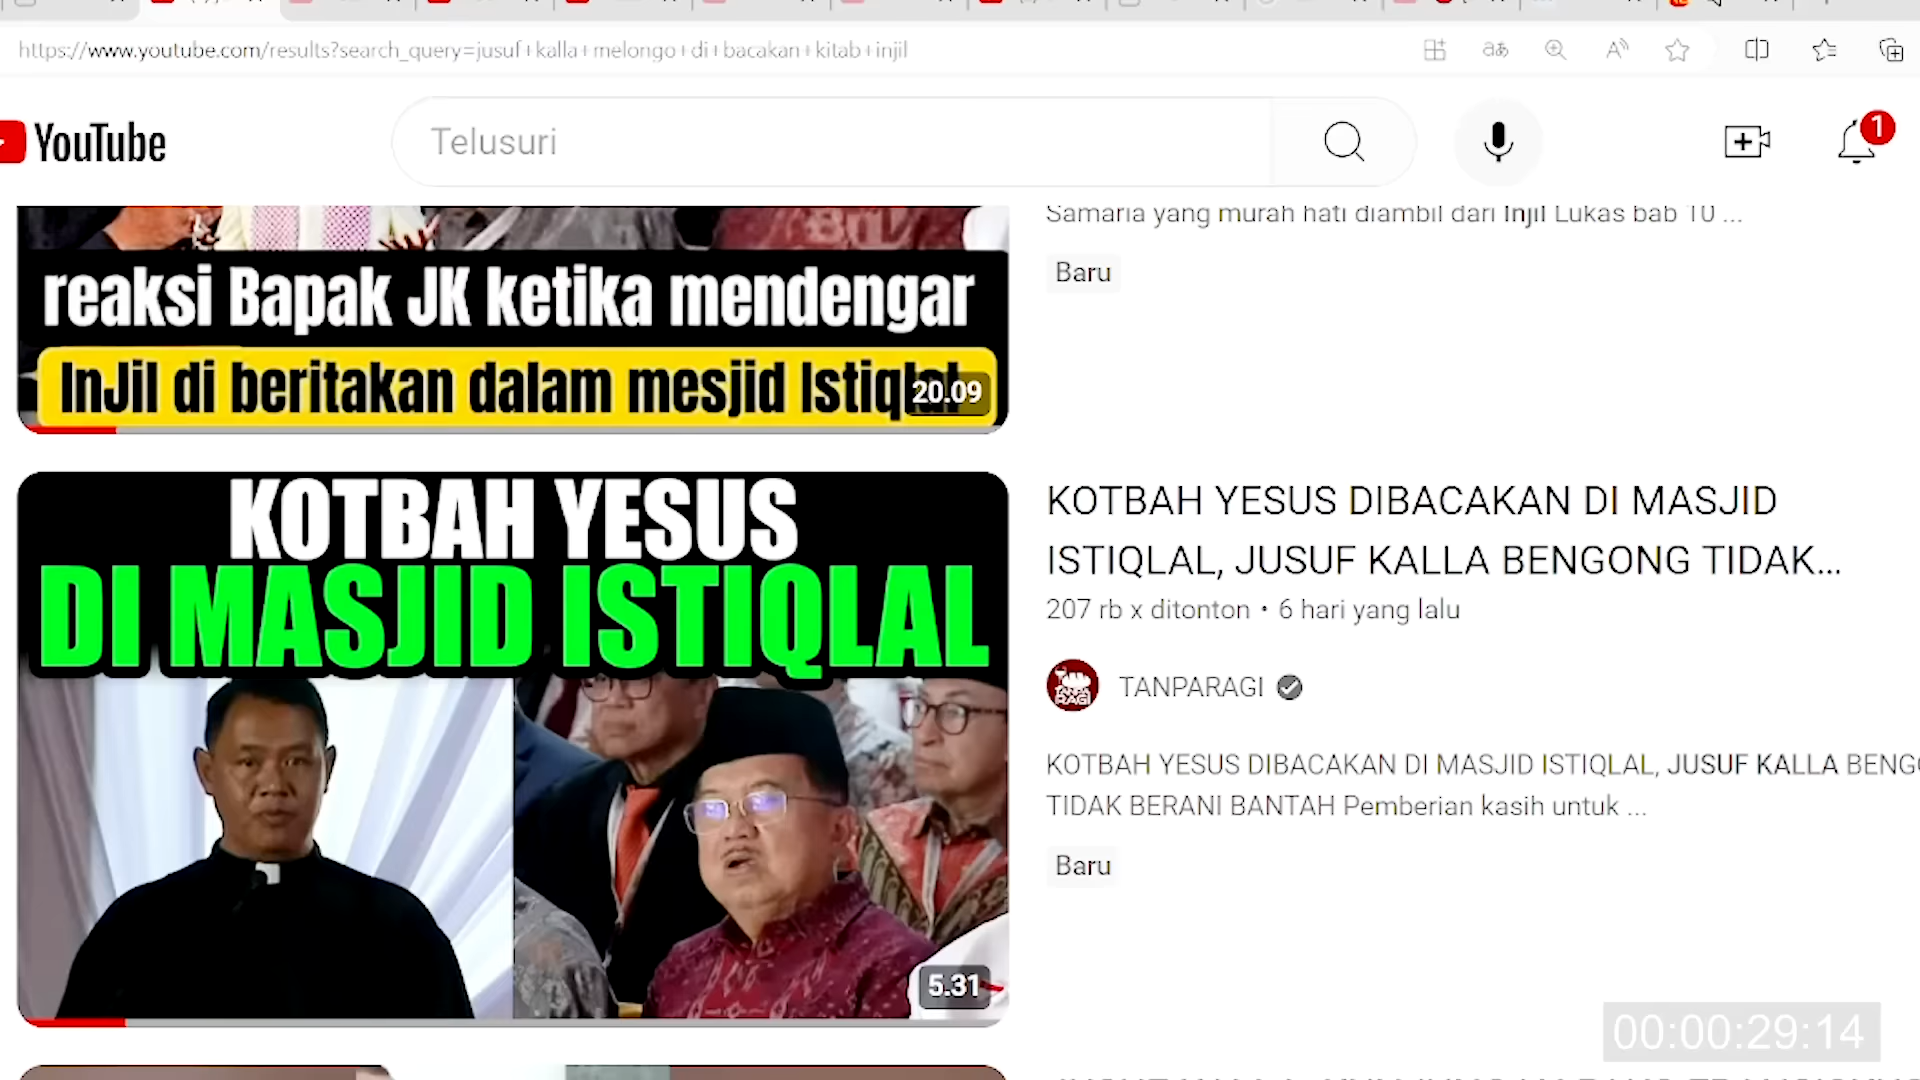 https://www.youtube.com/results?search_query=jusuf+kalla+melongo+di+bacakan+kitab+injil
YouTube
Telusuri
1
Samaria yang murah hati diambil dari Injil Lukas bab 10 ...
Baru
reaksi Bapak JK ketika mendengar
InJil di beritakan dalam mesjid Istiqlal
20.09
KOTBAH YESUS
DI MASJID ISTIQLAL
5.31
KOTBAH YESUS DIBACAKAN DI MASJID
ISTIQLAL, JUSUF KALLA BENGONG TIDAK...
207 rb x ditonton • 6 hari yang lalu
TANPARAGI
KOTBAH YESUS DIBACAKAN DI MASJID ISTIQLAL, JUSUF KALLA BENG
TIDAK BERANI BANTAH Pemberian kasih untuk ...
Baru
00:00:29:14